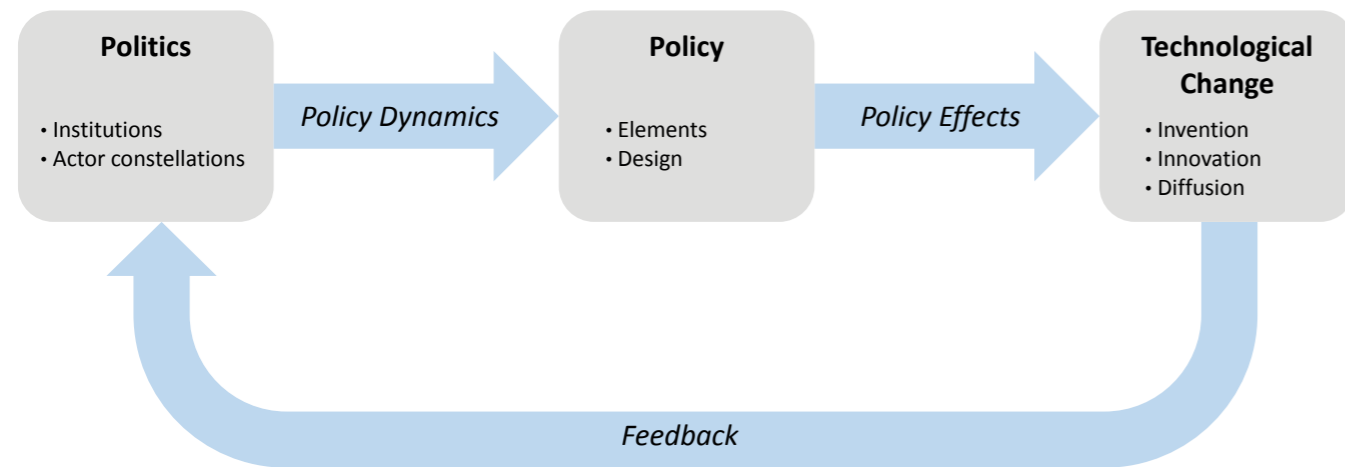 Politics
• Institutions
• Actor constellations
Policy Dynamics
Policy
• Elements
• Design
Policy Effects
Technological
Change
• Invention
• Innovation
• Diffusion
Feedback